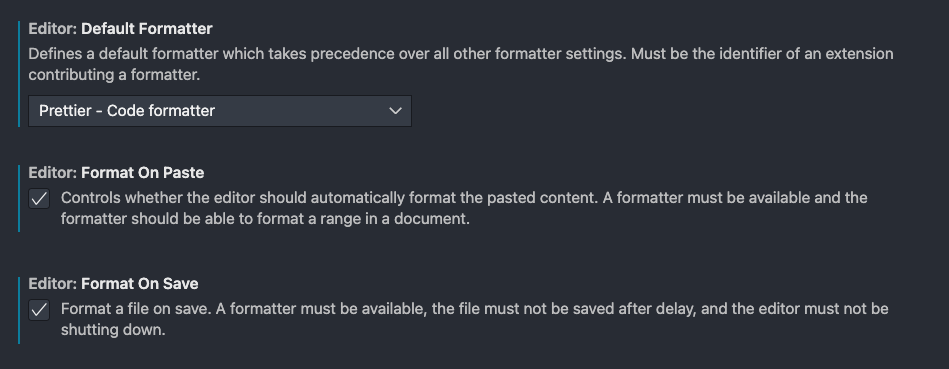 Editor: Default Formatter
Defines a default formatter which takes precedence over all other formatter settings. Must be the identifier of an extension
contributing a formatter.
Prettier - Code formatter
Editor: Format On Paste
Controls whether the editor should automatically format the pasted content. A formatter must be available and the
formatter should be able to format a range in a document.
Editor: Format On Save
Format a file on save. A formatter must be available, the file must not be saved after delay, and the editor must not be
shutting down.